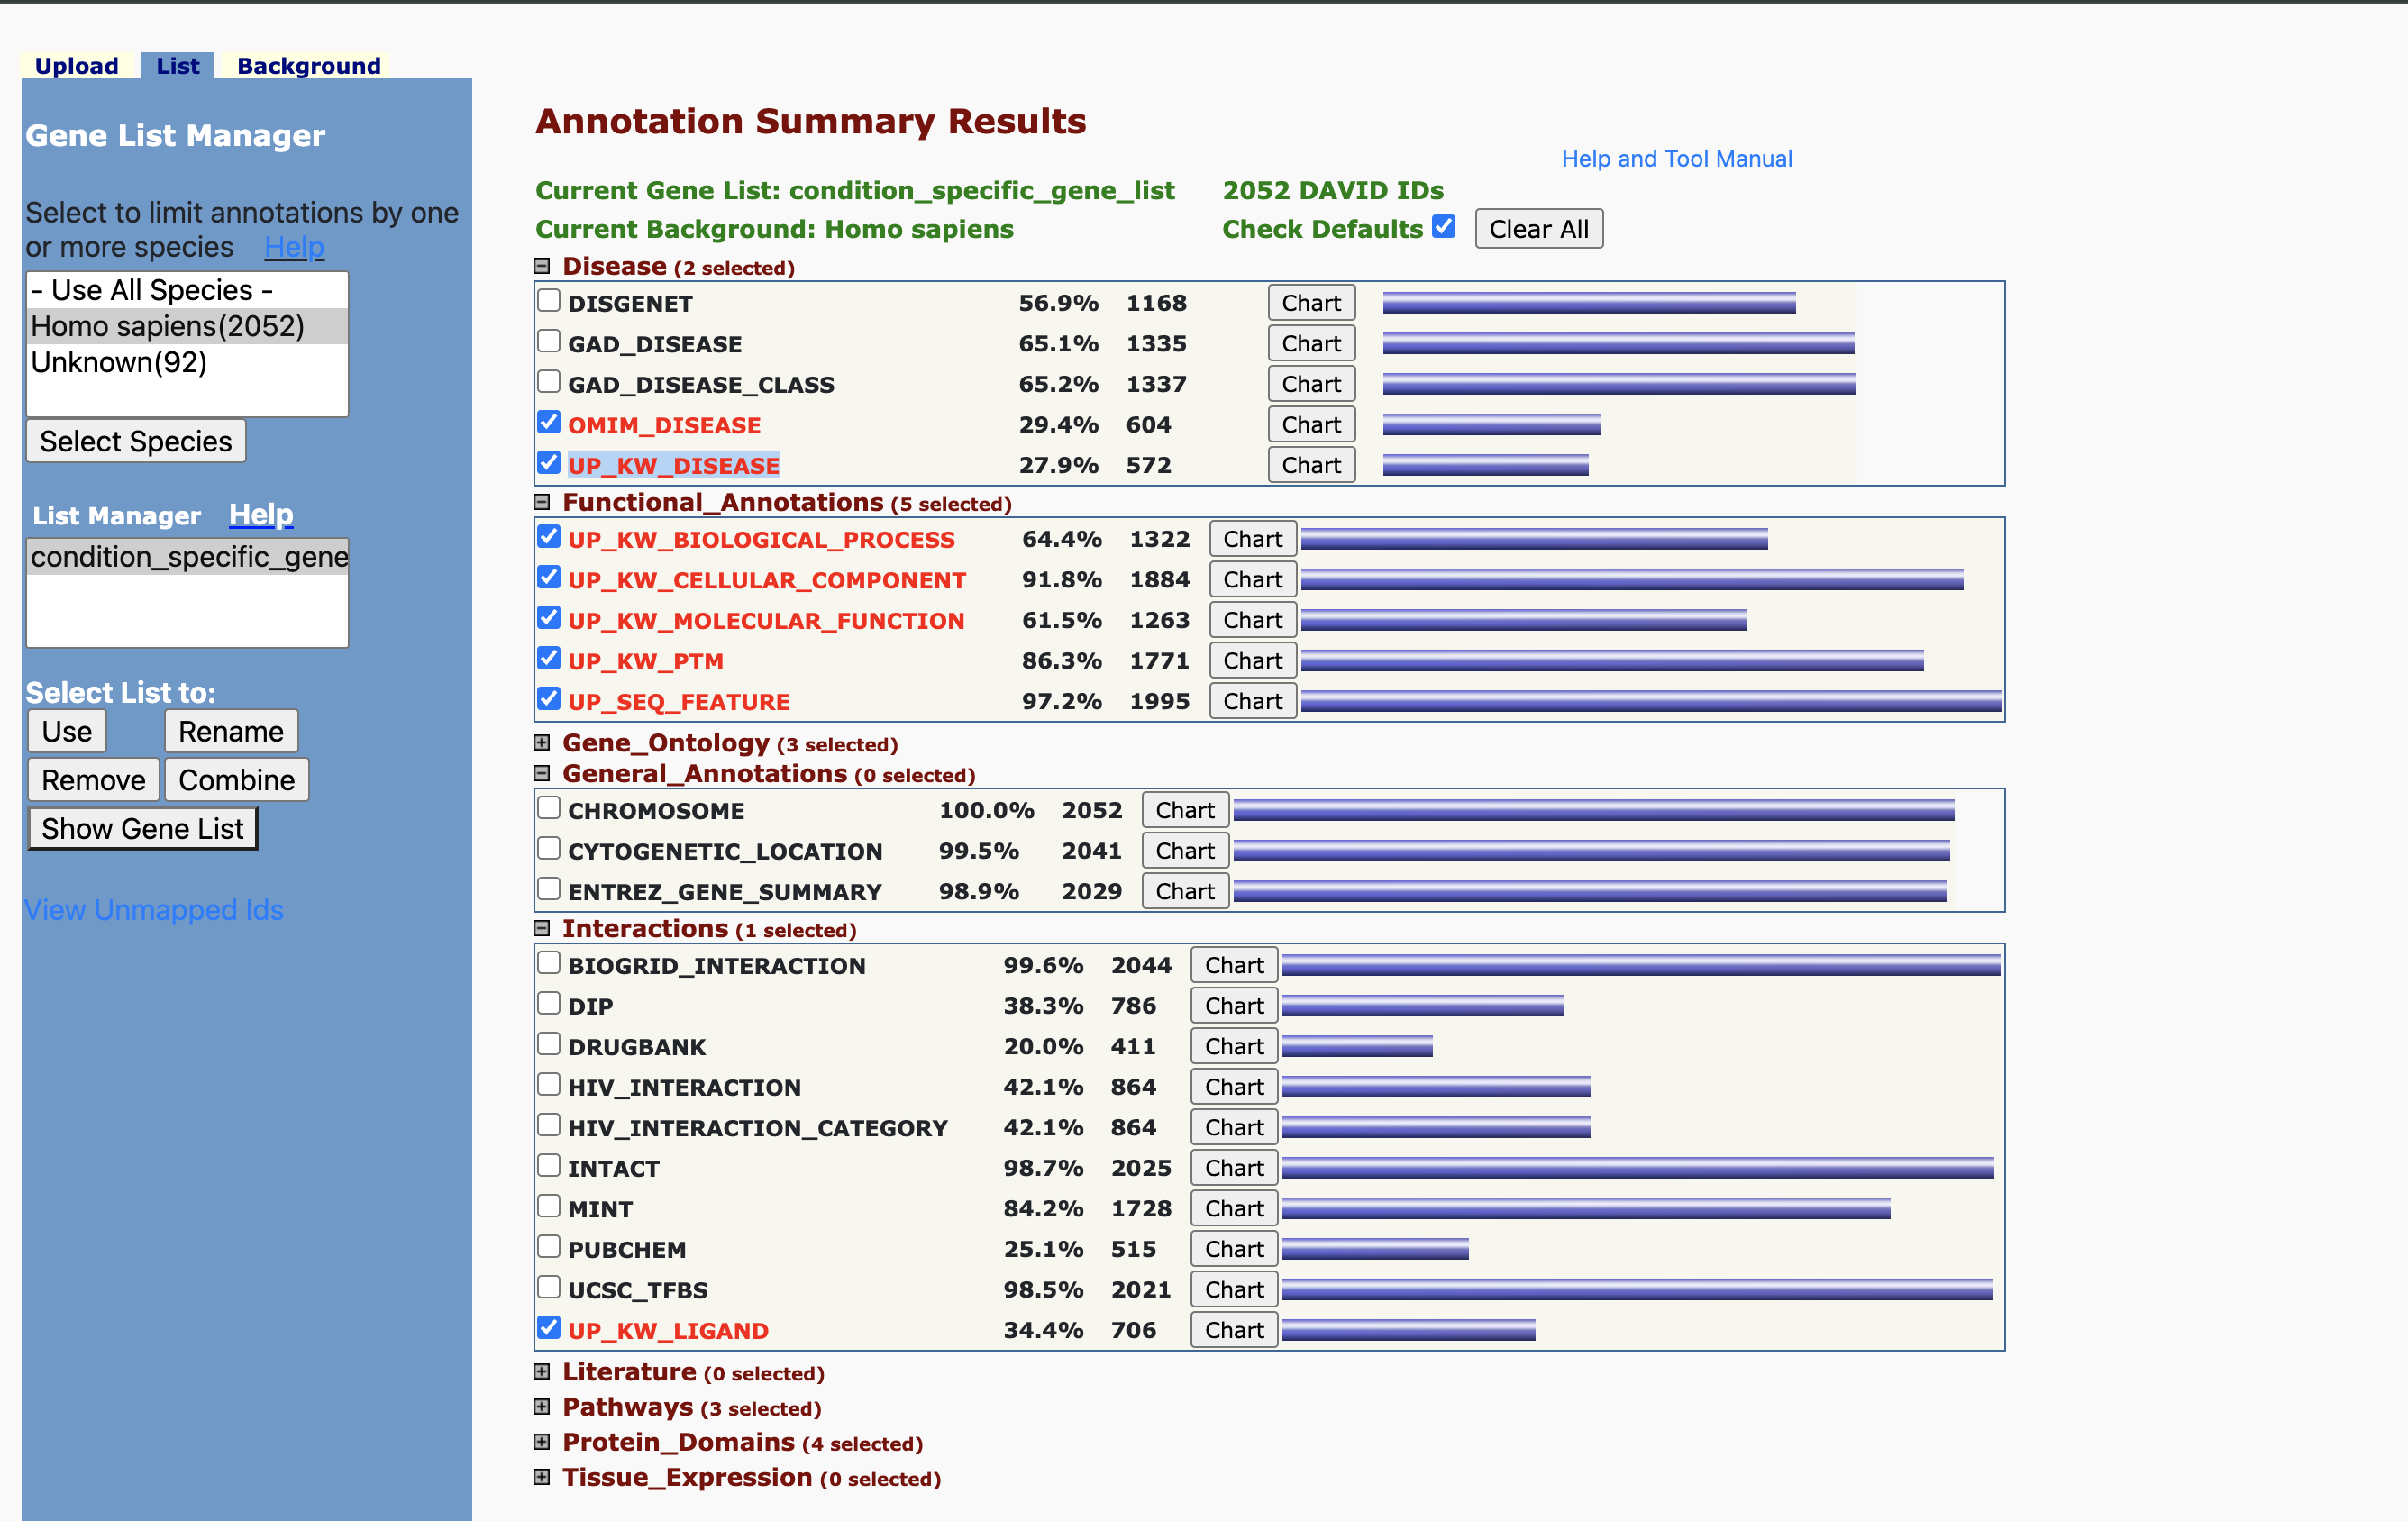 Upload List Background
Gene List Manager
Select to limit annotations by one
or more species Help
- Use All Species -
Homo sapiens(2052)
Unknown(92)
Select Species
List Manager Help
condition_specific_gene
Select List to:
Use Rename
Remove Combine
Show Gene List
View Unmapped Ids
Annotation Summary Results
Help and Tool Manual
Current Gene List: condition_specific_gene_list 2052 DAVID IDs
Current Background: Homo sapiens Check Defaults Clear All
Disease (2 selected)
DISGENET 56.9% 1168 Chart
GAD_DISEASE 65.1% 1335 Chart
GAD_DISEASE_CLASS 65.2% 1337 Chart
OMIM_DISEASE 29.4% 604 Chart
UP_KW_DISEASE 27.9% 572 Chart
Functional_Annotations (5 selected)
UP_KW_BIOLOGICAL_PROCESS 64.4% 1322 Chart
UP_KW_CELLULAR_COMPONENT 91.8% 1884 Chart
UP_KW_MOLECULAR_FUNCTION 61.5% 1263 Chart
UP_KW_PTM 86.3% 1771 Chart
UP_SEQ_FEATURE 97.2% 1995 Chart
Gene_Ontology (3 selected)
General_Annotations (0 selected)
CHROMOSOME 100.0% 2052 Chart
CYTOGENETIC_LOCATION 99.5% 2041 Chart
ENTREZ_GENE_SUMMARY 98.9% 2029 Chart
Interactions (1 selected)
BIOGRID_INTERACTION 99.6% 2044 Chart
DIP 38.3% 786 Chart
DRUGBANK 20.0% 411 Chart
HIV_INTERACTION 42.1% 864 Chart
HIV_INTERACTION_CATEGORY 42.1% 864 Chart
INTACT 98.7% 2025 Chart
MINT 84.2% 1728 Chart
PUBCHEM 25.1% 515 Chart
UCSC_TFBS 98.5% 2021 Chart
UP_KW_LIGAND 34.4% 706 Chart
Literature (0 selected)
Pathways (3 selected)
Protein_Domains (4 selected)
Tissue_Expression (0 selected)